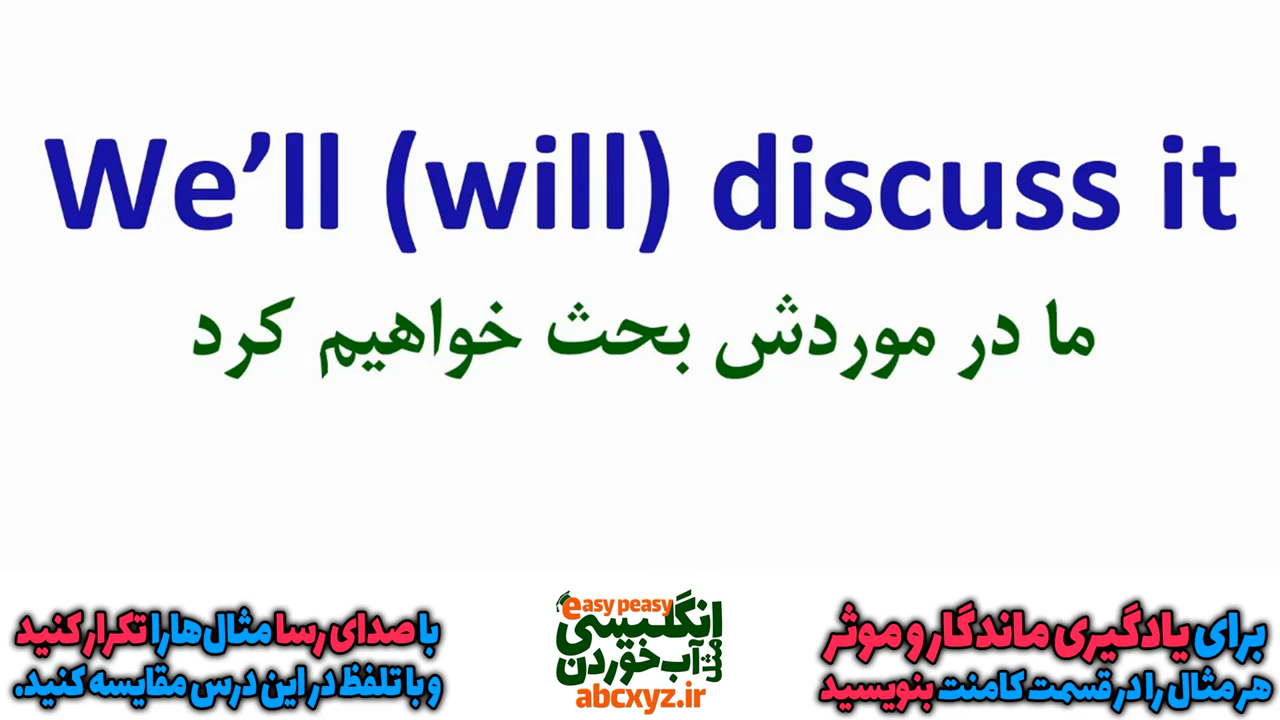 We’ll (will) discuss it
ما در موردش بحث خواهیم کرد
برای یادگیری ماندگار و موثر
هر مثال را در قسمت کامنت بنویسید
easy peasy
انگلیسی
مثل آب خوردن
abcxyz.ir
با صدای رسا مثال‌ها را تکرار کنید
و با تلفظ در این درس مقایسه کنید.